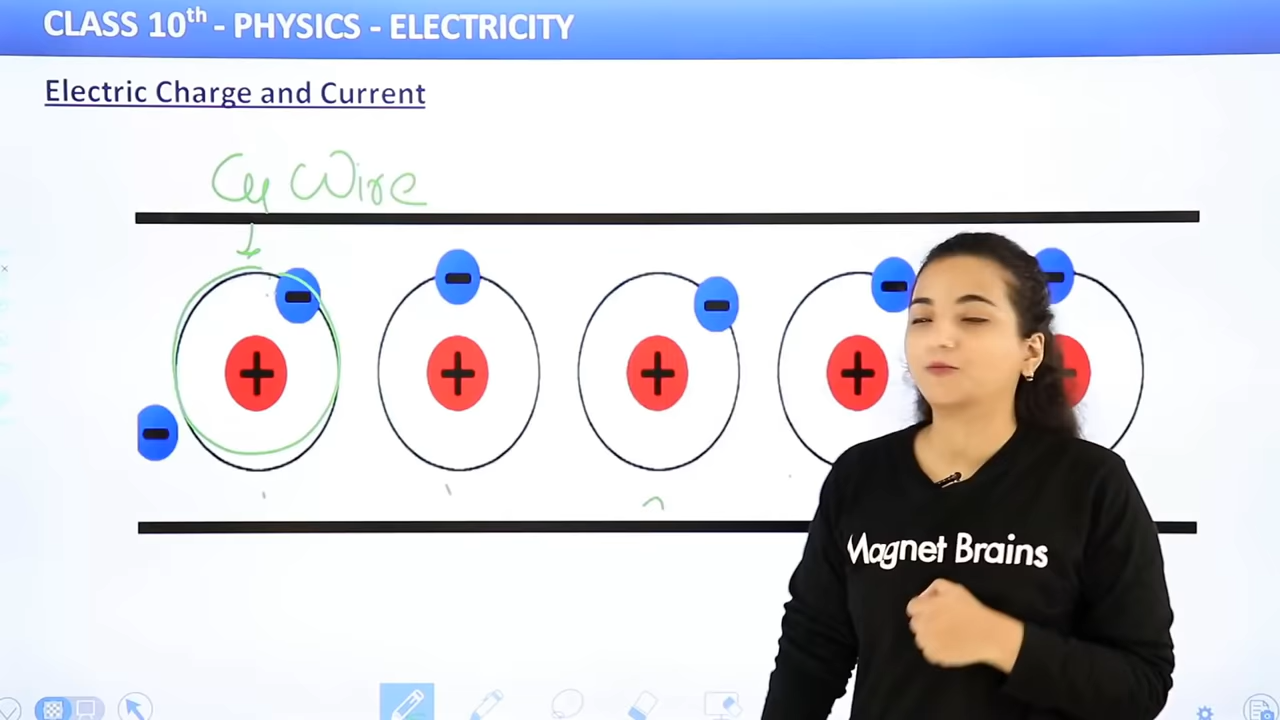 CLASS 10th - PHYSICS - ELECTRICITY
Electric Charge and Current
Cu Wire
- - - - -
+ + + + +
-
Magnet Brains